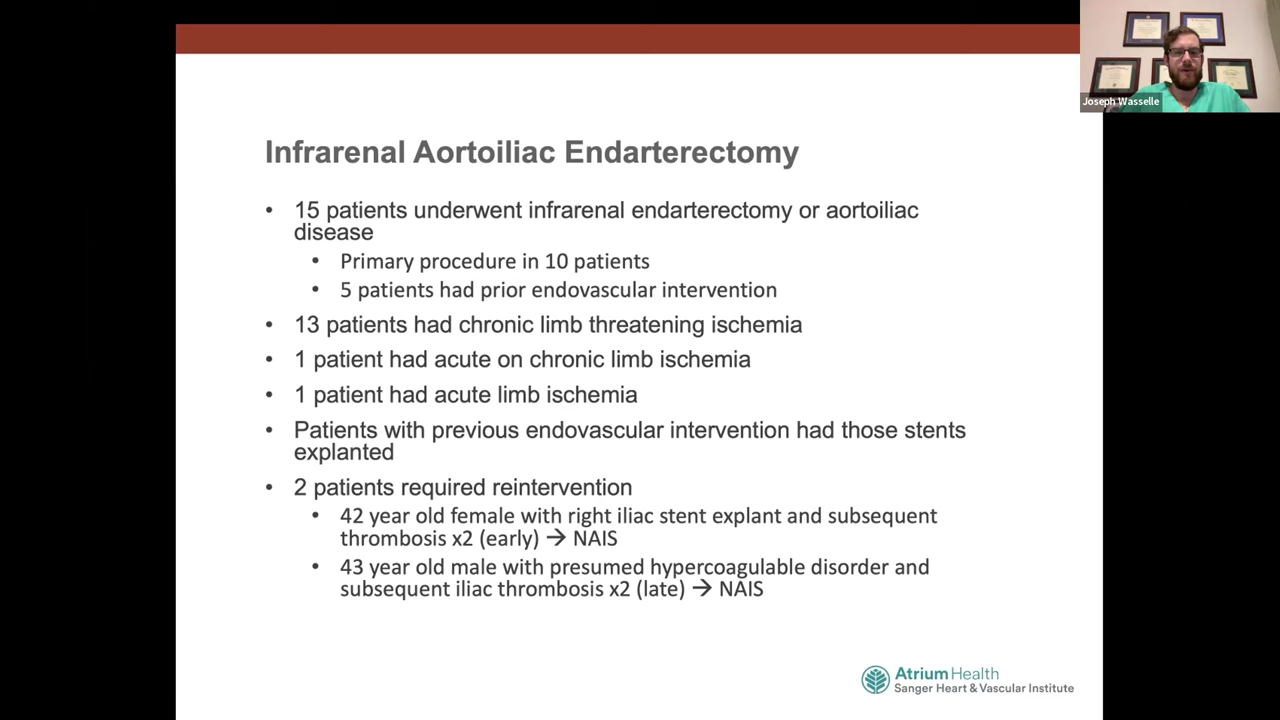 Joseph Wasselle
Infrarenal Aortoiliac Endarterectomy
• 15 patients underwent infrarenal endarterectomy or aortoiliac
disease
• Primary procedure in 10 patients
• 5 patients had prior endovascular intervention
• 13 patients had chronic limb threatening ischemia
• 1 patient had acute on chronic limb ischemia
• 1 patient had acute limb ischemia
• Patients with previous endovascular intervention had those stents
explanted
• 2 patients required reintervention
• 42 year old female with right iliac stent explant and subsequent
thrombosis x2 (early) → NAIS
• 43 year old male with presumed hypercoagulable disorder and
subsequent iliac thrombosis x2 (late) → NAIS
Atrium Health
Sanger Heart & Vascular Institute